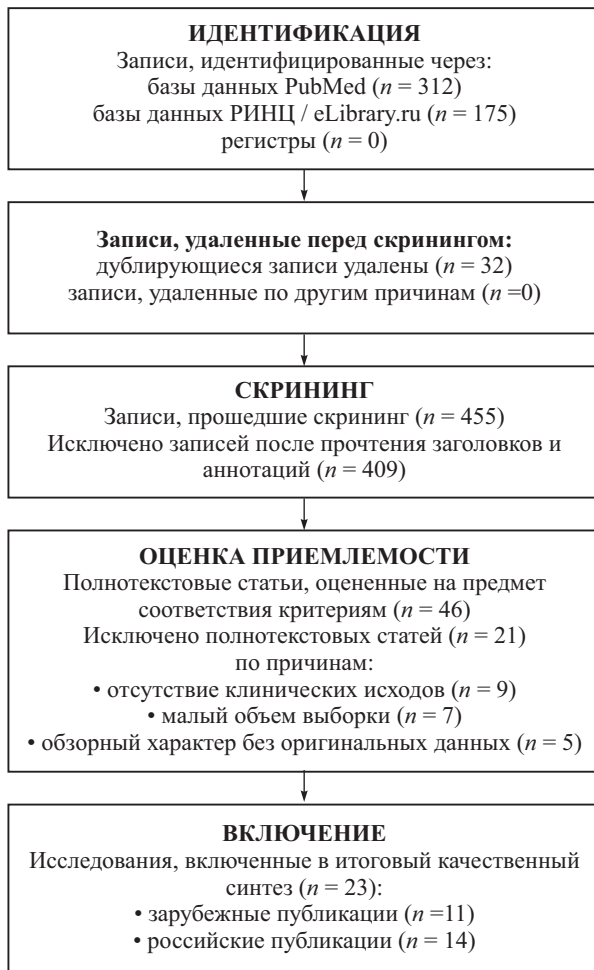 ИДЕНТИФИКАЦИЯ
Записи, идентифицированные через:
базы данных PubMed (n = 312)
базы данных РИНЦ / eLibrary.ru (n = 175)
регистры (n = 0)
Записи, удаленные перед скринингом:
дублирующиеся записи удалены (n = 32)
записи, удаленные по другим причинам (n =0)
СКРИНИНГ
Записи, прошедшие скрининг (n = 455)
Исключено записей после прочтения заголовков и
аннотаций (n = 409)
ОЦЕНКА ПРИЕМЛЕМОСТИ
Полнотекстовые статьи, оцененные на предмет
соответствия критериям (n = 46)
Исключено полнотекстовых статей (n = 21)
по причинам:
• отсутствие клинических исходов (n = 9)
• малый объем выборки (n = 7)
• обзорный характер без оригинальных данных (n = 5)
ВКЛЮЧЕНИЕ
Исследования, включенные в итоговый качественный
синтез (n = 23):
• зарубежные публикации (n =11)
• российские публикации (n = 14)